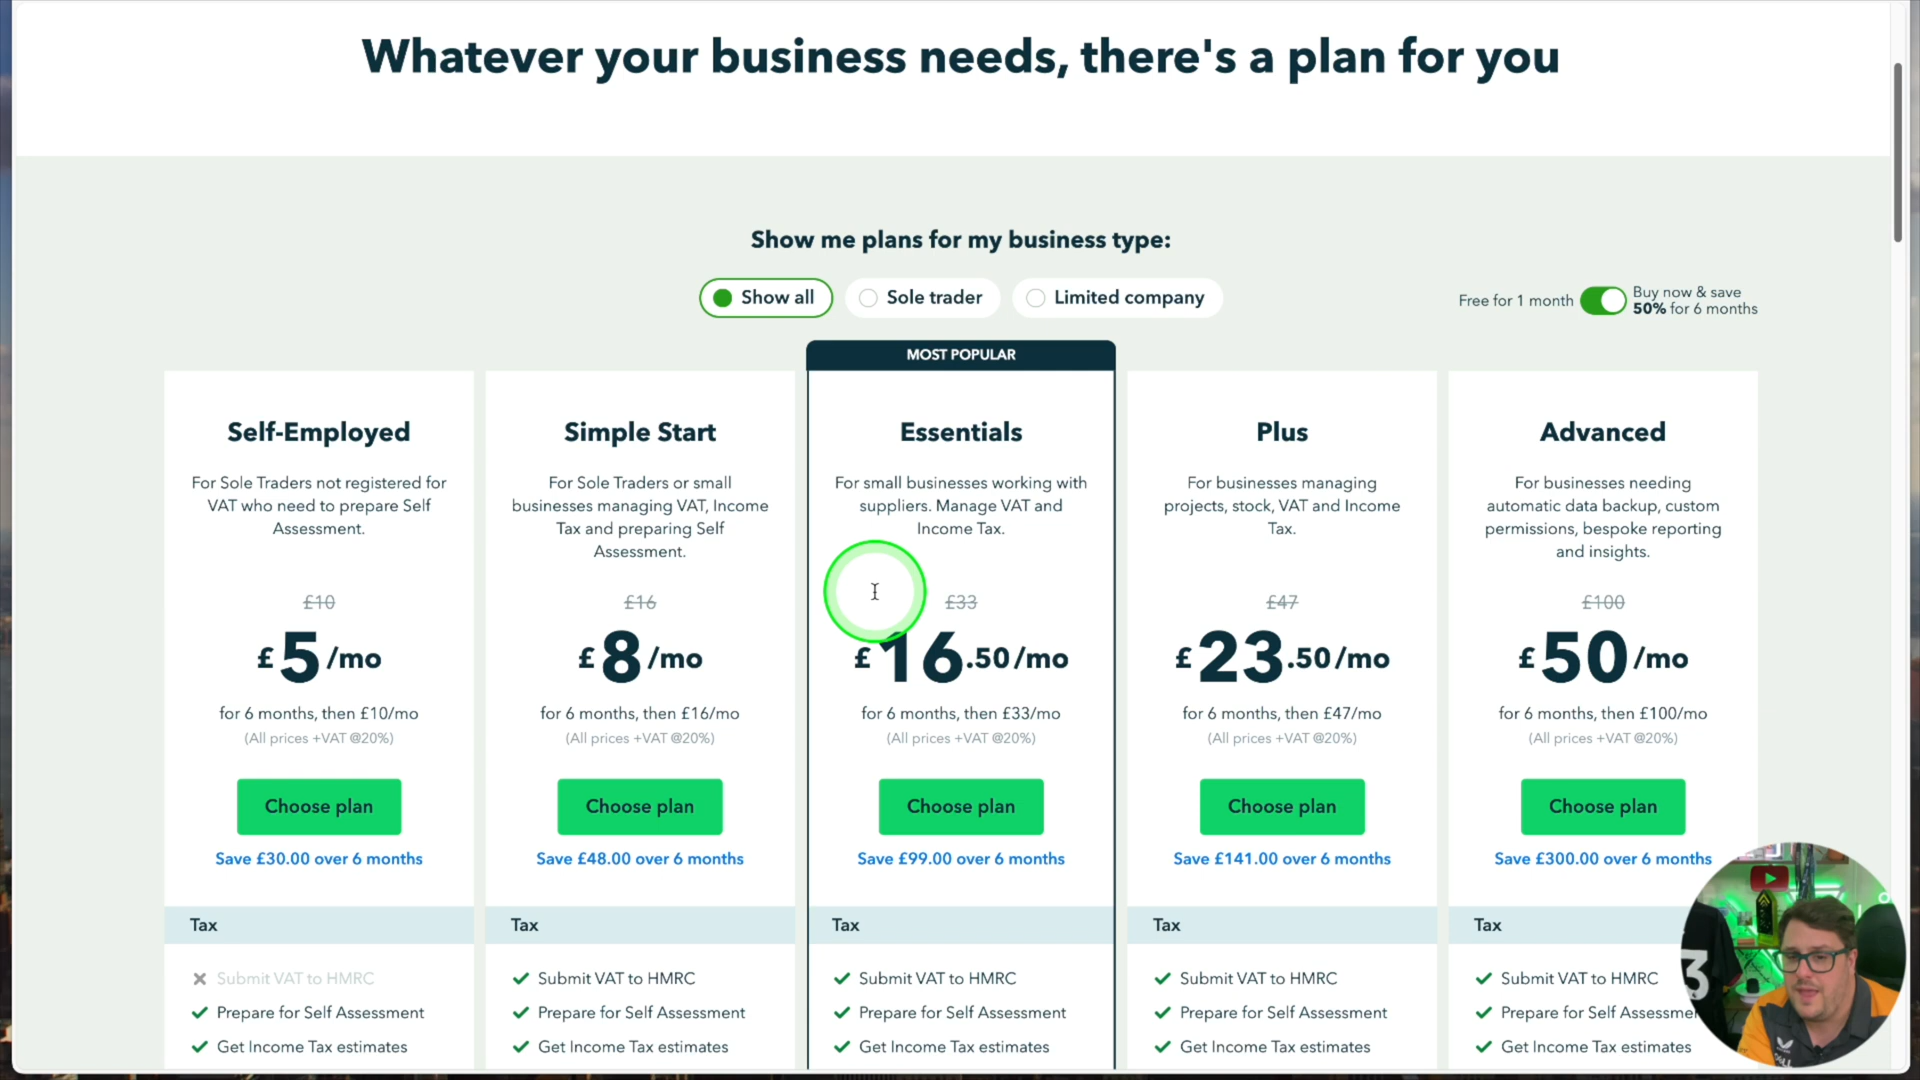 Whatever your business needs, there's a plan for you
Show me plans for my business type:
Show all
Sole trader
Limited company
Free for 1 month
Buy now & save
50% for 6 months
MOST POPULAR
Self-Employed
For Sole Traders not registered for
VAT who need to prepare Self
Assessment.
£10
£5/mo
for 6 months, then £10/mo
(All prices +VAT @20%)
Choose plan
Save £30.00 over 6 months
Tax
Submit VAT to HMRC
Prepare for Self Assessment
Get Income Tax estimates
Simple Start
For Sole Traders or small
businesses managing VAT, Income
Tax and preparing Self
Assessment.
£16
£8/mo
for 6 months, then £16/mo
(All prices +VAT @20%)
Choose plan
Save £48.00 over 6 months
Tax
Submit VAT to HMRC
Prepare for Self Assessment
Get Income Tax estimates
Essentials
For small businesses working with
suppliers. Manage VAT and
Income Tax.
£33
£16.50/mo
for 6 months, then £33/mo
(All prices +VAT @20%)
Choose plan
Save £99.00 over 6 months
Tax
Submit VAT to HMRC
Prepare for Self Assessment
Get Income Tax estimates
Plus
For businesses managing
projects, stock, VAT and Income
Tax.
£47
£23.50/mo
for 6 months, then £47/mo
(All prices +VAT @20%)
Choose plan
Save £141.00 over 6 months
Tax
Submit VAT to HMRC
Prepare for Self Assessment
Get Income Tax estimates
Advanced
For businesses needing
automatic data backup, custom
permissions, bespoke reporting
and insights.
£100
£50/mo
for 6 months, then £100/mo
(All prices +VAT @20%)
Choose plan
Save £300.00 over 6 months
Tax
Submit VAT to HMRC
Prepare for Self Assessme
Get Income Tax estimates
3